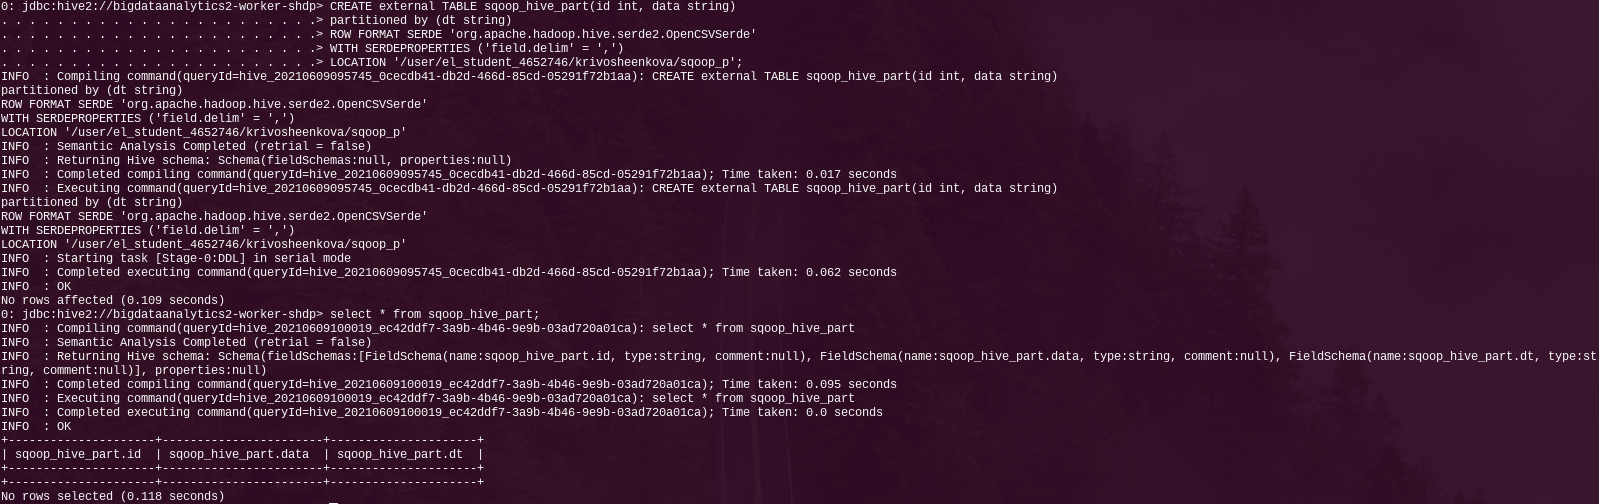 0: jdbc:hive2://bigdataanalytics2-worker-shdp> CREATE external TABLE sqoop_hive_part(id int, data string)
. . . . . . . . . . . . . . . . . . . . . . .> partitioned by (dt string)
. . . . . . . . . . . . . . . . . . . . . . .> ROW FORMAT SERDE 'org.apache.hadoop.hive.serde2.OpenCSVSerde'
. . . . . . . . . . . . . . . . . . . . . . .> WITH SERDEPROPERTIES ('field.delim' = ',')
. . . . . . . . . . . . . . . . . . . . . . .> LOCATION '/user/el_student_4652746/krivosheenkova/sqoop_p';
INFO  : Compiling command(queryId=hive_20210609095745_0cecdb41-db2d-466d-85cd-05291f72b1aa): CREATE external TABLE sqoop_hive_part(id int, data string)
partitioned by (dt string)
ROW FORMAT SERDE 'org.apache.hadoop.hive.serde2.OpenCSVSerde'
WITH SERDEPROPERTIES ('field.delim' = ',')
LOCATION '/user/el_student_4652746/krivosheenkova/sqoop_p'
INFO  : Semantic Analysis Completed (retrial = false)
INFO  : Returning Hive schema: Schema(fieldSchemas:null, properties:null)
INFO  : Completed compiling command(queryId=hive_20210609095745_0cecdb41-db2d-466d-85cd-05291f72b1aa); Time taken: 0.017 seconds
INFO  : Executing command(queryId=hive_20210609095745_0cecdb41-db2d-466d-85cd-05291f72b1aa): CREATE external TABLE sqoop_hive_part(id int, data string)
partitioned by (dt string)
ROW FORMAT SERDE 'org.apache.hadoop.hive.serde2.OpenCSVSerde'
WITH SERDEPROPERTIES ('field.delim' = ',')
LOCATION '/user/el_student_4652746/krivosheenkova/sqoop_p'
INFO  : Starting task [Stage-0:DDL] in serial mode
INFO  : Completed executing command(queryId=hive_20210609095745_0cecdb41-db2d-466d-85cd-05291f72b1aa); Time taken: 0.062 seconds
INFO  : OK
No rows affected (0.109 seconds)
0: jdbc:hive2://bigdataanalytics2-worker-shdp> select * from sqoop_hive_part;
INFO  : Compiling command(queryId=hive_20210609100019_ec42ddf7-3a9b-4b46-9e9b-03ad720a01ca): select * from sqoop_hive_part
INFO  : Semantic Analysis Completed (retrial = false)
INFO  : Returning Hive schema: Schema(fieldSchemas:[FieldSchema(name:sqoop_hive_part.id, type:string, comment:null), FieldSchema(name:sqoop_hive_part.data, type:string, comment:null), FieldSchema(name:sqoop_hive_part.dt, type:st
ring, comment:null)], properties:null)
INFO  : Completed compiling command(queryId=hive_20210609100019_ec42ddf7-3a9b-4b46-9e9b-03ad720a01ca); Time taken: 0.095 seconds
INFO  : Executing command(queryId=hive_20210609100019_ec42ddf7-3a9b-4b46-9e9b-03ad720a01ca): select * from sqoop_hive_part
INFO  : Completed executing command(queryId=hive_20210609100019_ec42ddf7-3a9b-4b46-9e9b-03ad720a01ca); Time taken: 0.0 seconds
INFO  : OK
+---------------------+-----------------------+---------------------+
| sqoop_hive_part.id  | sqoop_hive_part.data  | sqoop_hive_part.dt  |
+---------------------+-----------------------+---------------------+
+---------------------+-----------------------+---------------------+
No rows selected (0.118 seconds)